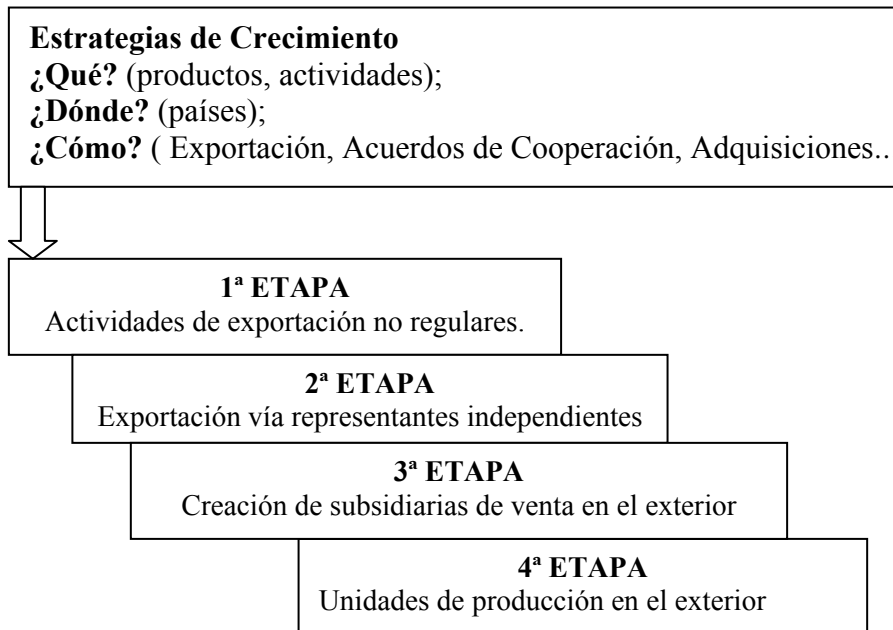 Estrategias de Crecimiento
¿Qué? (productos, actividades);
¿Dónde? (países);
¿Cómo? ( Exportación, Acuerdos de Cooperación, Adquisiciones..
1ª ETAPA
Actividades de exportación no regulares.
2ª ETAPA
Exportación vía representantes independientes
3ª ETAPA
Creación de subsidiarias de venta en el exterior
4ª ETAPA
Unidades de producción en el exterior